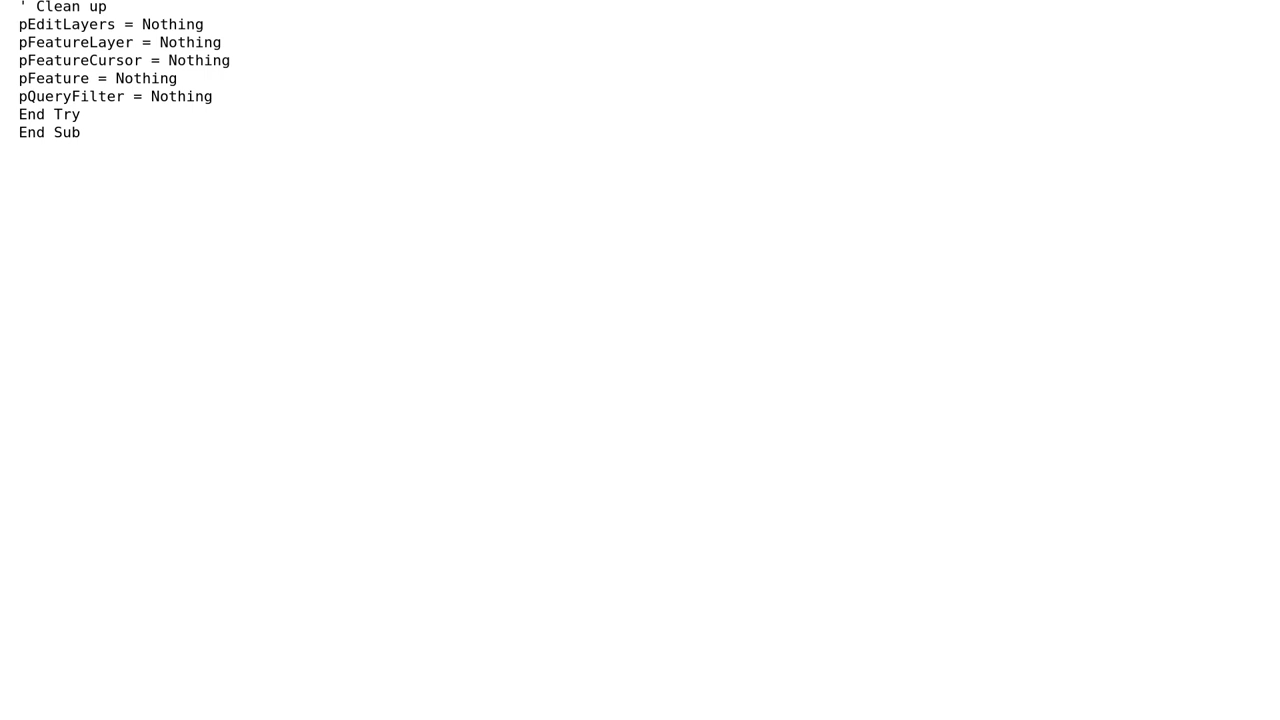 ' Clean up
pEditLayers = Nothing
pFeatureLayer = Nothing
pFeatureCursor = Nothing
pFeature = Nothing
pQueryFilter = Nothing
End Try
End Sub